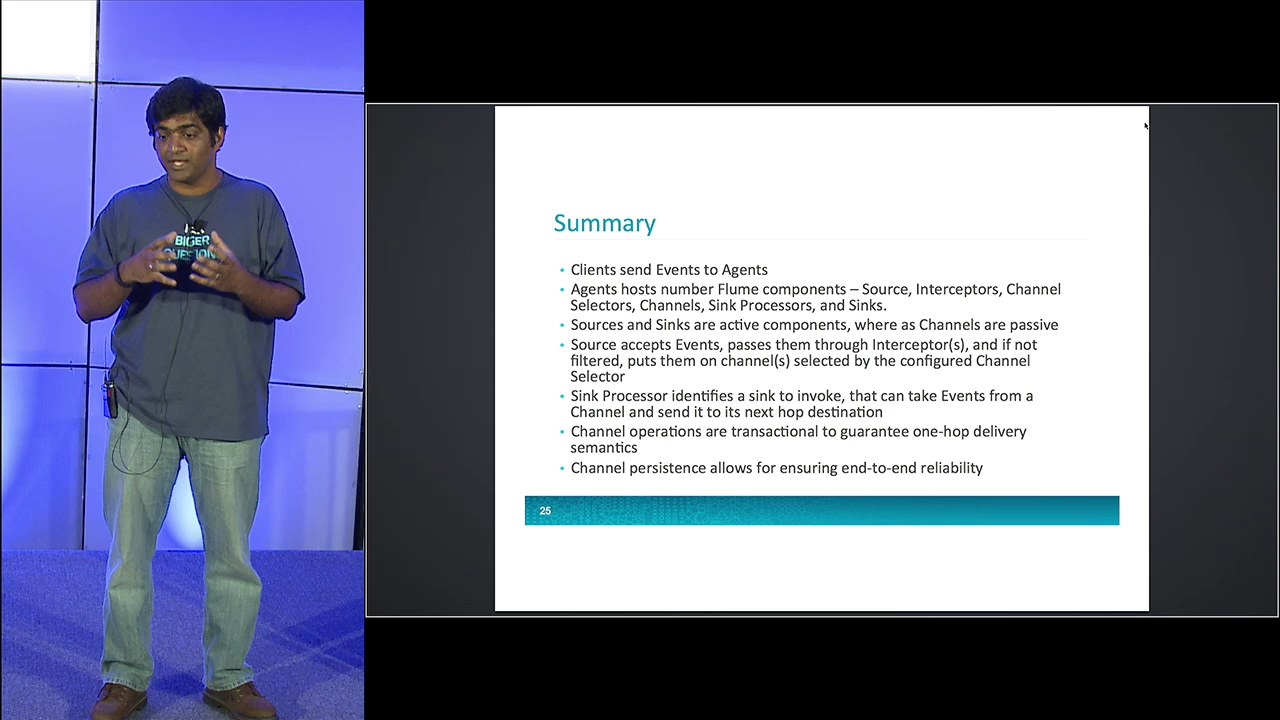 BIGER
QUESTION
Summary
• Clients send Events to Agents
• Agents hosts number Flume components – Source, Interceptors, Channel
Selectors, Channels, Sink Processors, and Sinks.
• Sources and Sinks are active components, where as Channels are passive
• Source accepts Events, passes them through Interceptor(s), and if not
filtered, puts them on channel(s) selected by the configured Channel
Selector
• Sink Processor identifies a sink to invoke, that can take Events from a
Channel and send it to its next hop destination
• Channel operations are transactional to guarantee one-hop delivery
semantics
• Channel persistence allows for ensuring end-to-end reliability
25